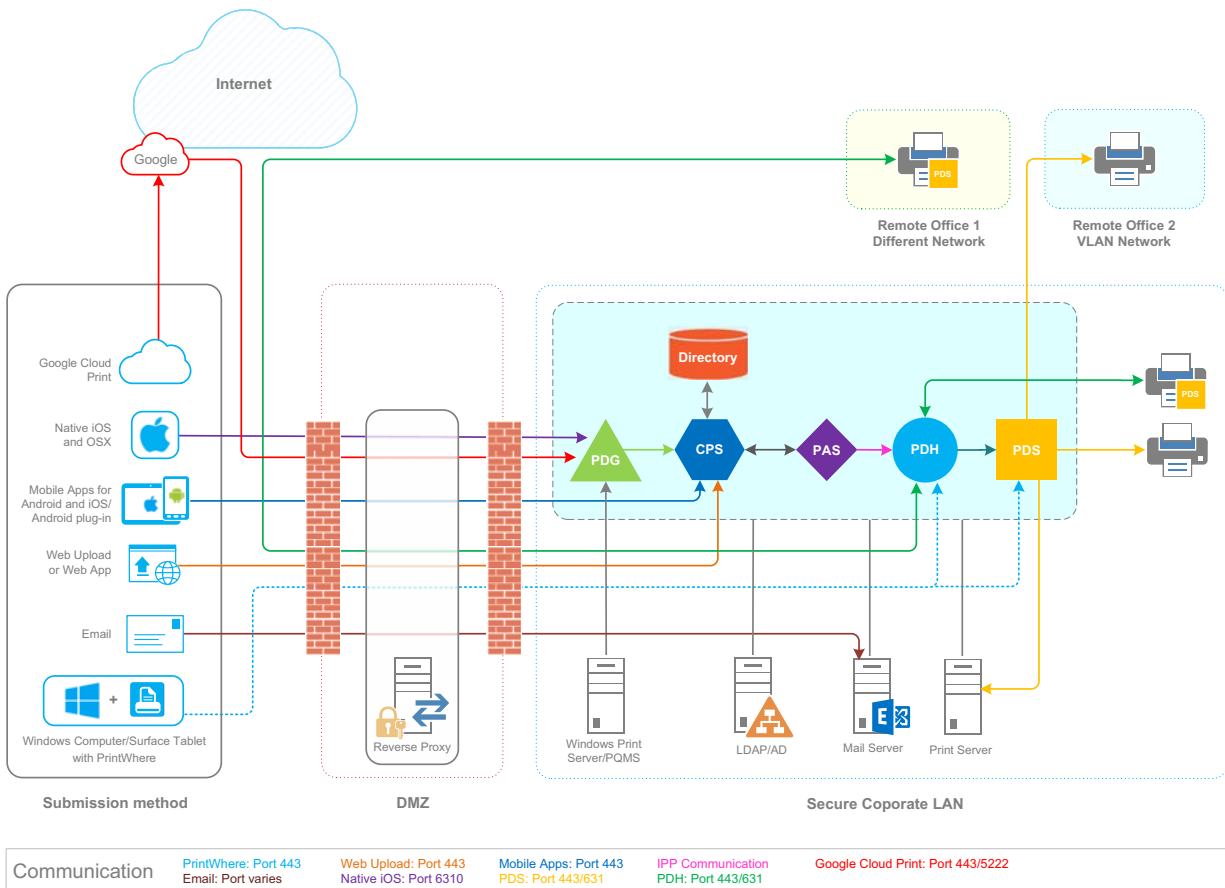 Internet
Google
PDS
Remote Office 1
Different Network
Remote Office 2
VLAN Network
Google Cloud
Print
Native iOS
and OSX
Mobile Apps for
Android and iOS/
Android plug-in
Web Upload
or Web App
Email
+
Windows Computer/Surface Tablet
with PrintWhere
Submission method
Reverse Proxy
DMZ
Directory
PDG
CPS
PAS
PDH
PDS
PDS
Windows Print
Server/PQMS
LDAP/AD
E
Mail Server
Print Server
Secure Coporate LAN
Communication
PrintWhere: Port 443
Email: Port varies
Web Upload: Port 443
Native iOS: Port 6310
Mobile Apps: Port 443
PDS: Port 443/631
IPP Communication
PDH: Port 443/631
Google Cloud Print: Port 443/5222